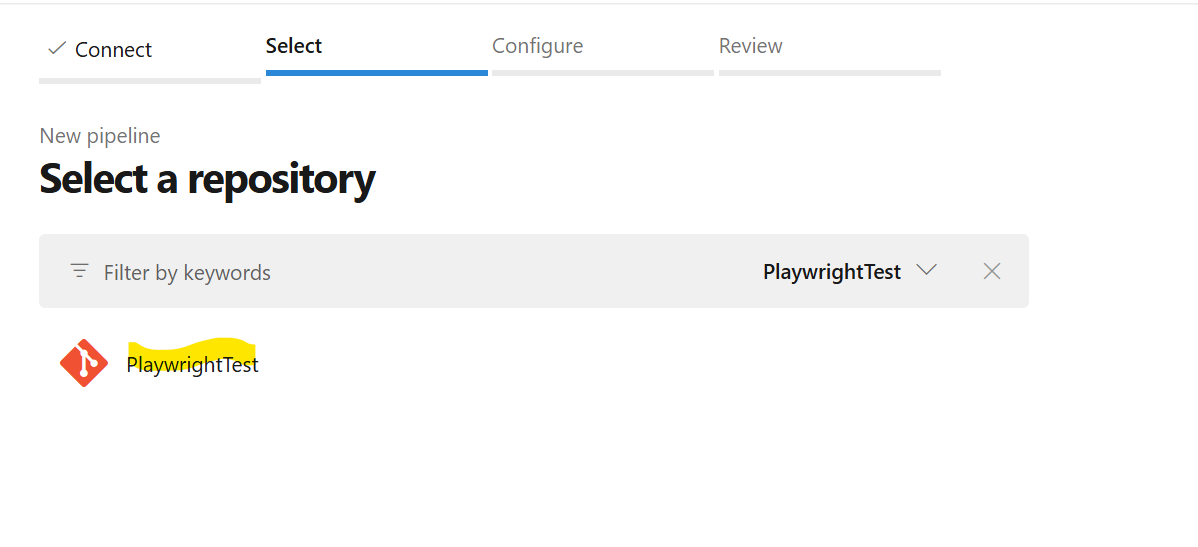 Connect
Select
Configure
Review
New pipeline
Select a repository
Filter by keywords
PlaywrightTest
PlaywrightTest